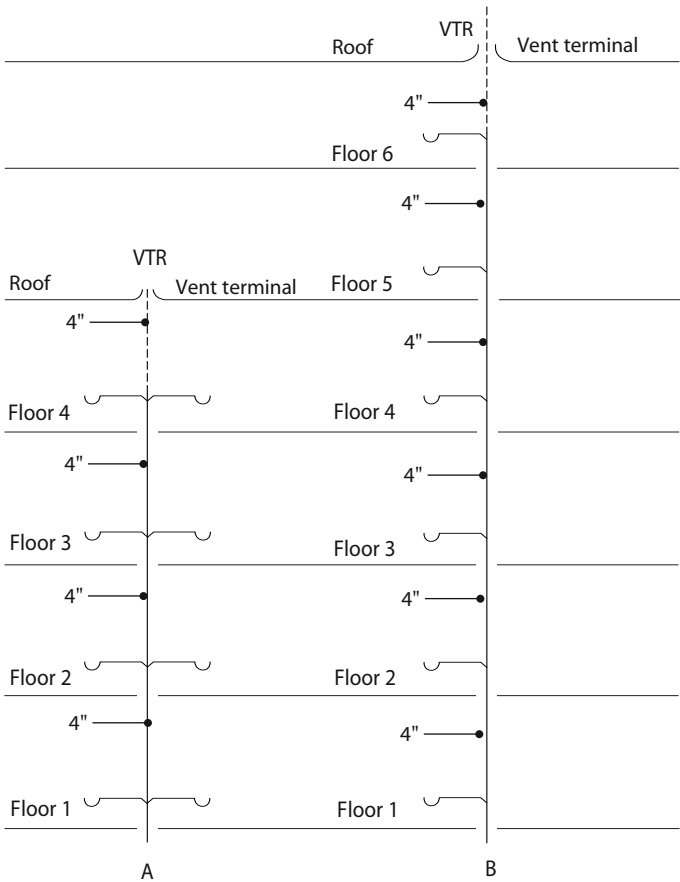 VTR
Roof
Vent terminal
4"
Floor 6
4"
VTR
Roof
Vent terminal
Floor 5
4"
4"
Floor 4
Floor 4
4"
4"
Floor 3
Floor 3
4"
4"
Floor 2
Floor 2
4"
4"
Floor 1
Floor 1
A
B